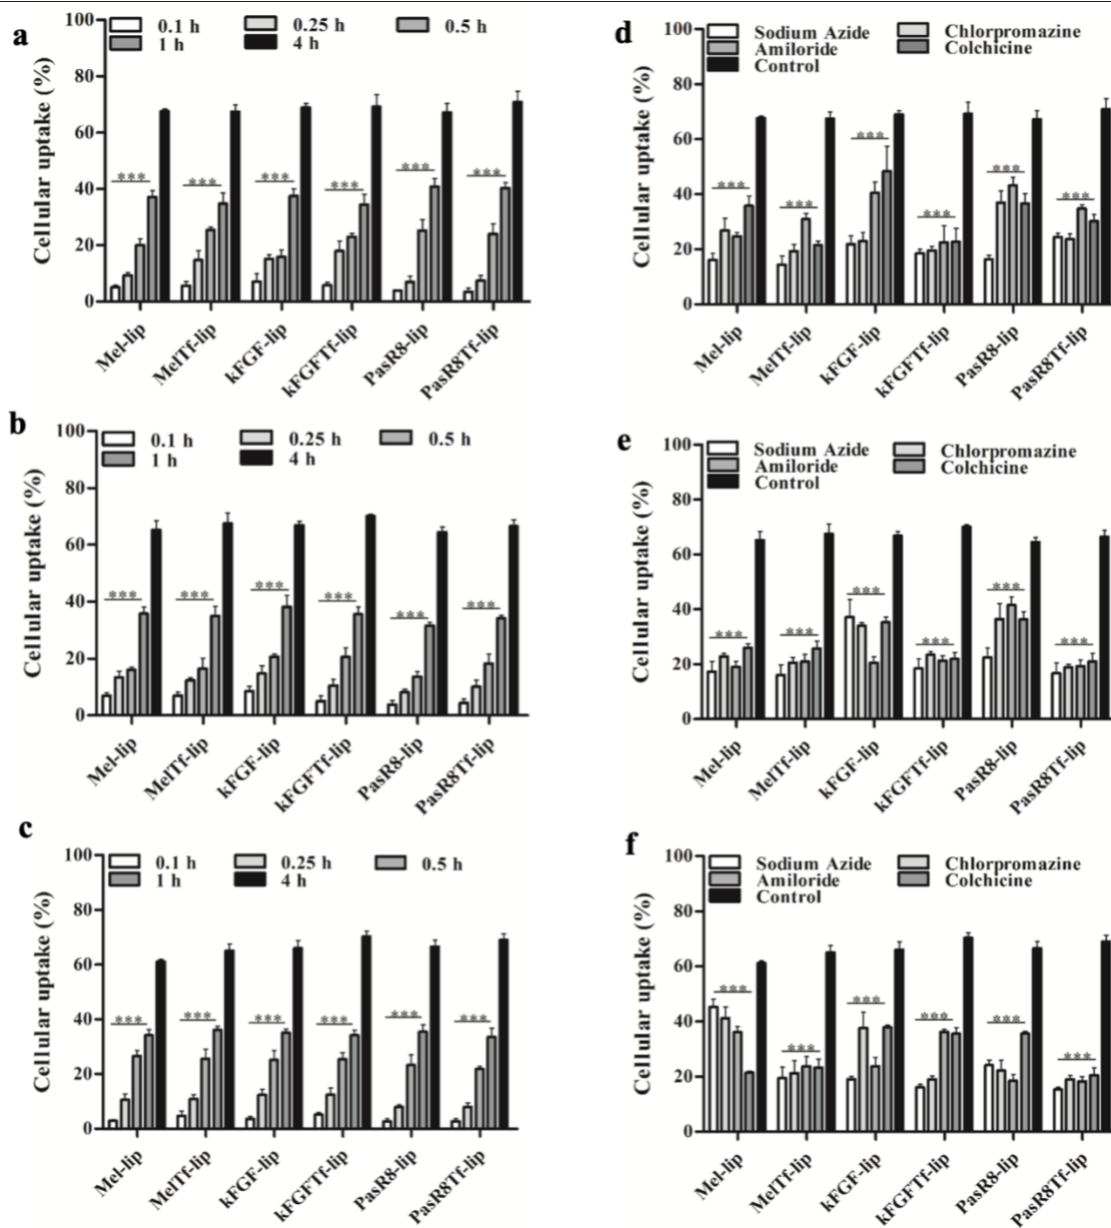 a
0.1 h 0.25 h 0.5 h
1 h 4 h
Cellular uptake (%)
100
80
60
40
20
0
*** *** *** *** *** ***
Mel-lip MelTf-lip kFGF-lip kFGFTf-lip PasR8-lip PasR8Tf-lip
d
Sodium Azide Chlorpromazine
Amiloride Colchicine
Control
Cellular uptake (%)
100
80
60
40
20
0
*** *** *** *** *** ***
Mel-lip MelTf-lip kFGF-lip kFGFTf-lip PasR8-lip PasR8Tf-lip
b
0.1 h 0.25 h 0.5 h
1 h 4 h
Cellular uptake (%)
100
80
60
40
20
0
*** *** *** *** *** ***
Mel-lip MelTf-lip kFGF-lip kFGFTf-lip PasR8-lip PasR8Tf-lip
e
Sodium Azide Chlorpromazine
Amiloride Colchicine
Control
Cellular uptake (%)
100
80
60
40
20
0
*** *** *** *** *** ***
Mel-lip MelTf-lip kFGF-lip kFGFTf-lip PasR8-lip PasR8Tf-lip
c
0.1 h 0.25 h 0.5 h
1 h 4 h
Cellular uptake (%)
100
80
60
40
20
0
*** *** *** *** *** ***
Mel-lip MelTf-lip kFGF-lip kFGFTf-lip PasR8-lip PasR8Tf-lip
f
Sodium Azide Chlorpromazine
Amiloride Colchicine
Control
Cellular uptake (%)
100
80
60
40
20
0
*** *** *** *** *** ***
Mel-lip MelTf-lip kFGF-lip kFGFTf-lip PasR8-lip PasR8Tf-lip